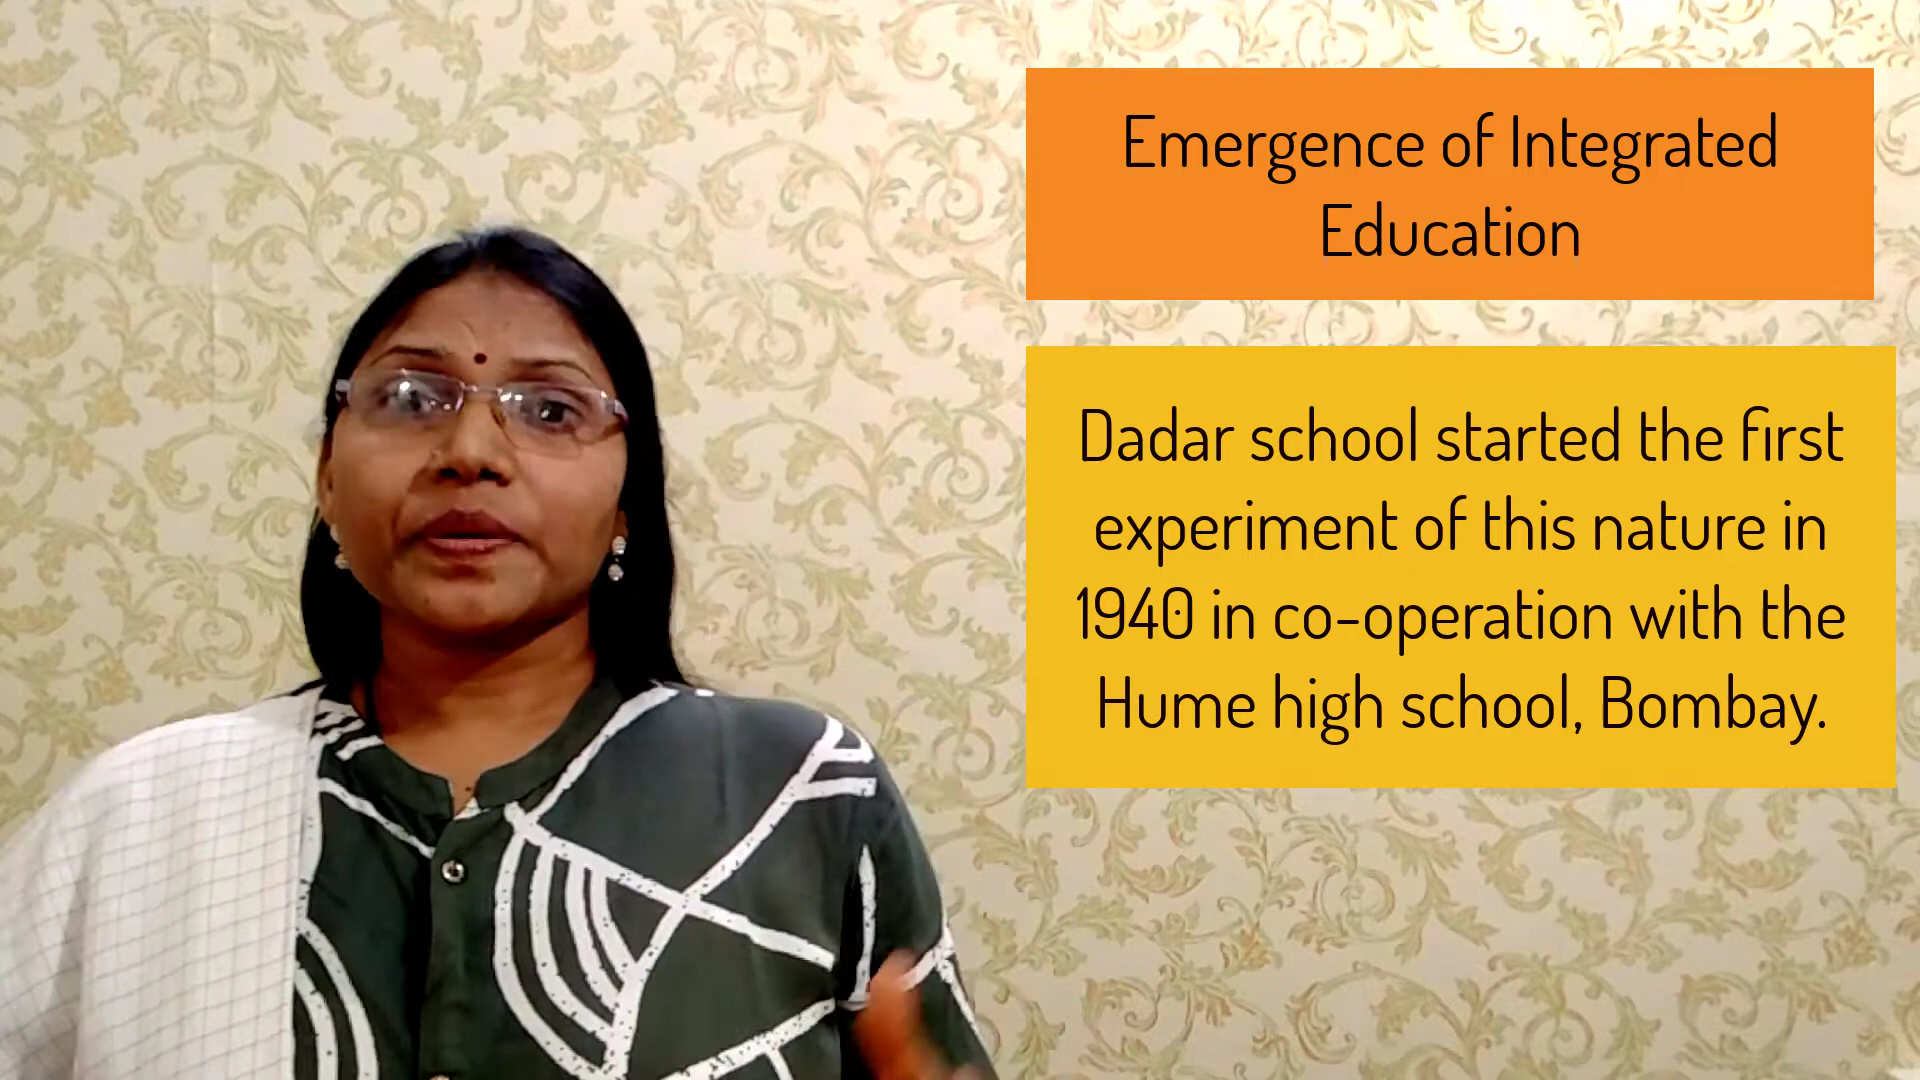 Emergence of Integrated
Education
Dadar school started the first
experiment of this nature in
1940 in co-operation with the
Hume high school, Bombay.